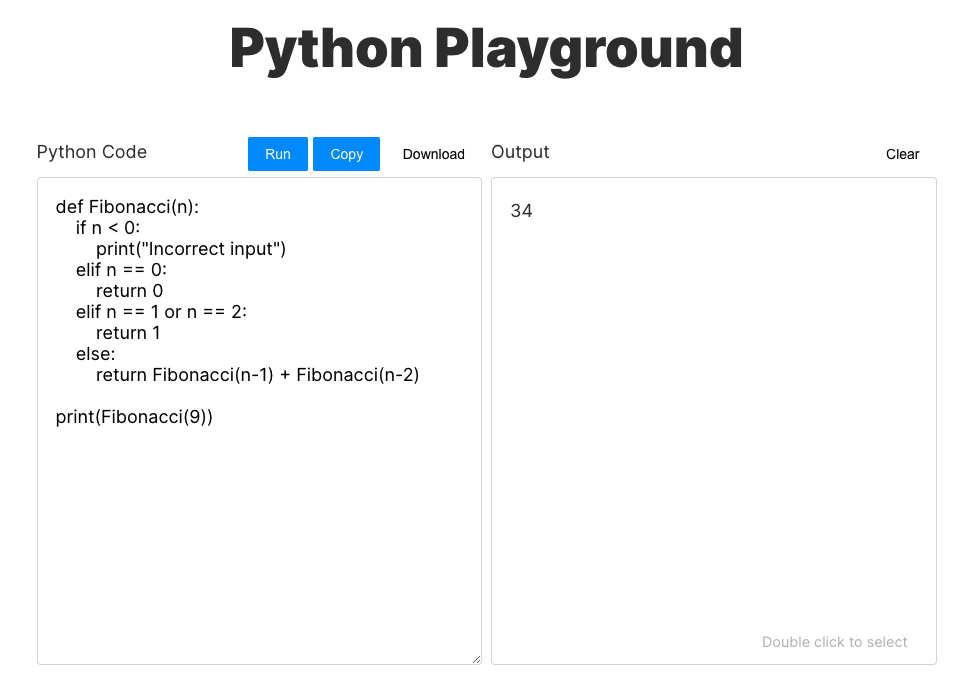 Python Playground
Python Code
Run
Copy
Download
Output
Clear
def Fibonacci(n):
    if n < 0:
        print("Incorrect input")
    elif n == 0:
        return 0
    elif n == 1 or n == 2:
        return 1
    else:
        return Fibonacci(n-1) + Fibonacci(n-2)

print(Fibonacci(9))
34
Double click to select